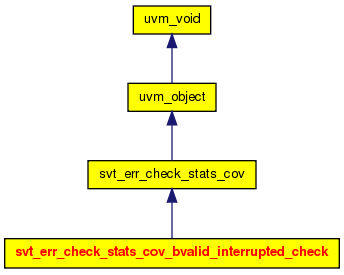 uvm_void
uvm_object
svt_err_check_stats_cov
svt_err_check_stats_cov_bvalid_interrupted_check